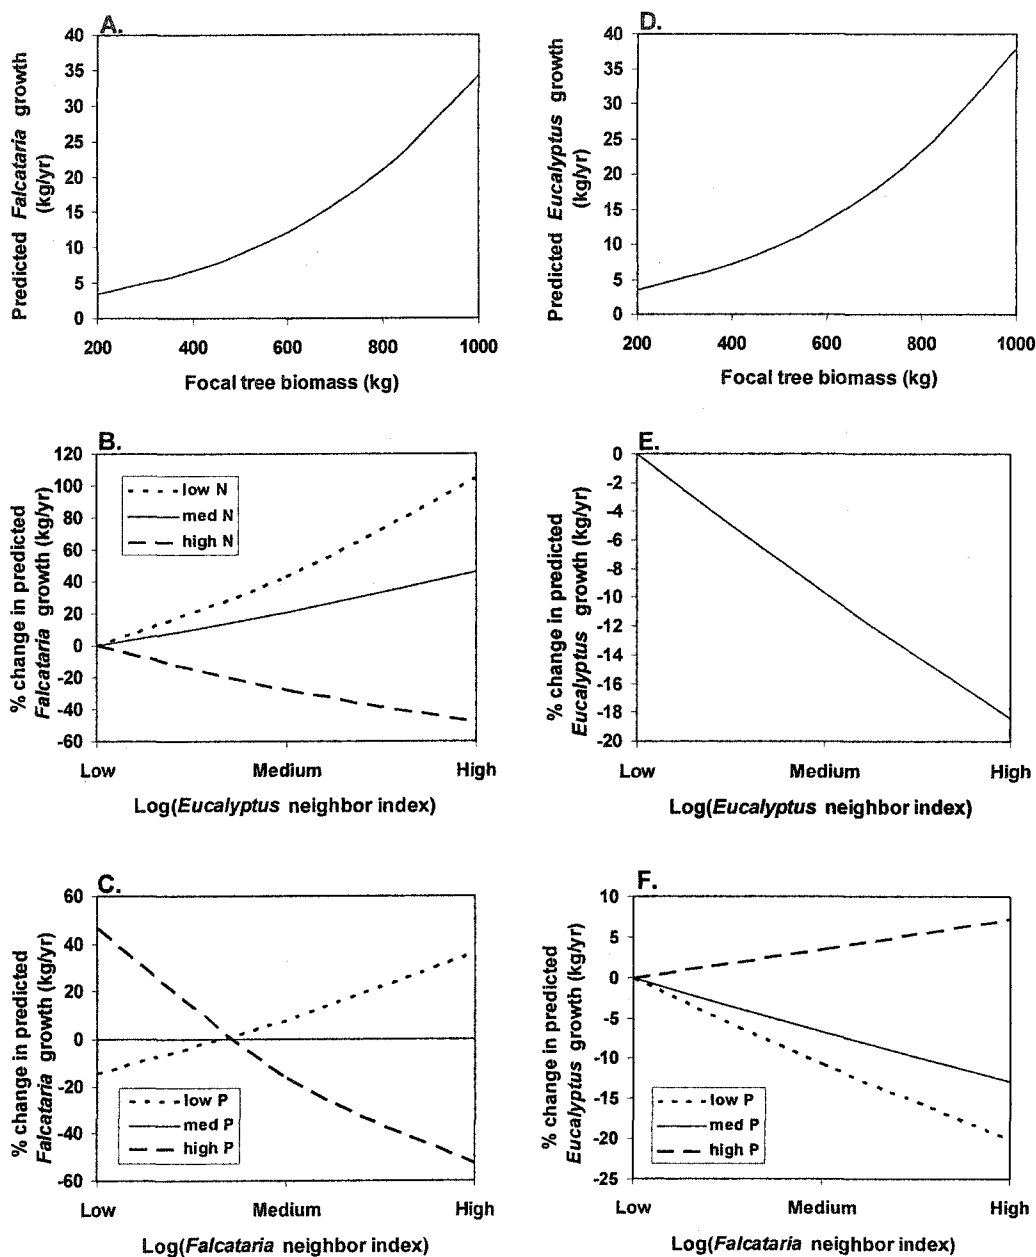 A.
Predicted Falcataria growth
(kg/yr)
40
35
30
25
20
15
10
5
0
200 400 600 800 1000
Focal tree biomass (kg)
D.
Predicted Eucalyptus growth
(kg/yr)
40
35
30
25
20
15
10
5
0
200 400 600 800 1000
Focal tree biomass (kg)
B.
% change in predicted
Falcataria growth (kg/yr)
120
100
80
60
40
20
0
-20
-40
-60
low N
med N
high N
Low Medium High
Log(Eucalyptus neighbor index)
E.
% change in predicted
Eucalyptus growth (kg/yr)
0
-2
-4
-6
-8
-10
-12
-14
-16
-18
-20
Low Medium High
Log(Eucalyptus neighbor index)
C.
% change in predicted
Falcataria growth (kg/yr)
60
40
20
0
-20
-40
-60
low P
med P
high P
Low Medium High
Log(Falcataria neighbor index)
F.
% change in predicted
Eucalyptus growth (kg/yr)
10
5
0
-5
-10
-15
-20
-25
low P
med P
high P
Low Medium High
Log(Falcataria neighbor index)